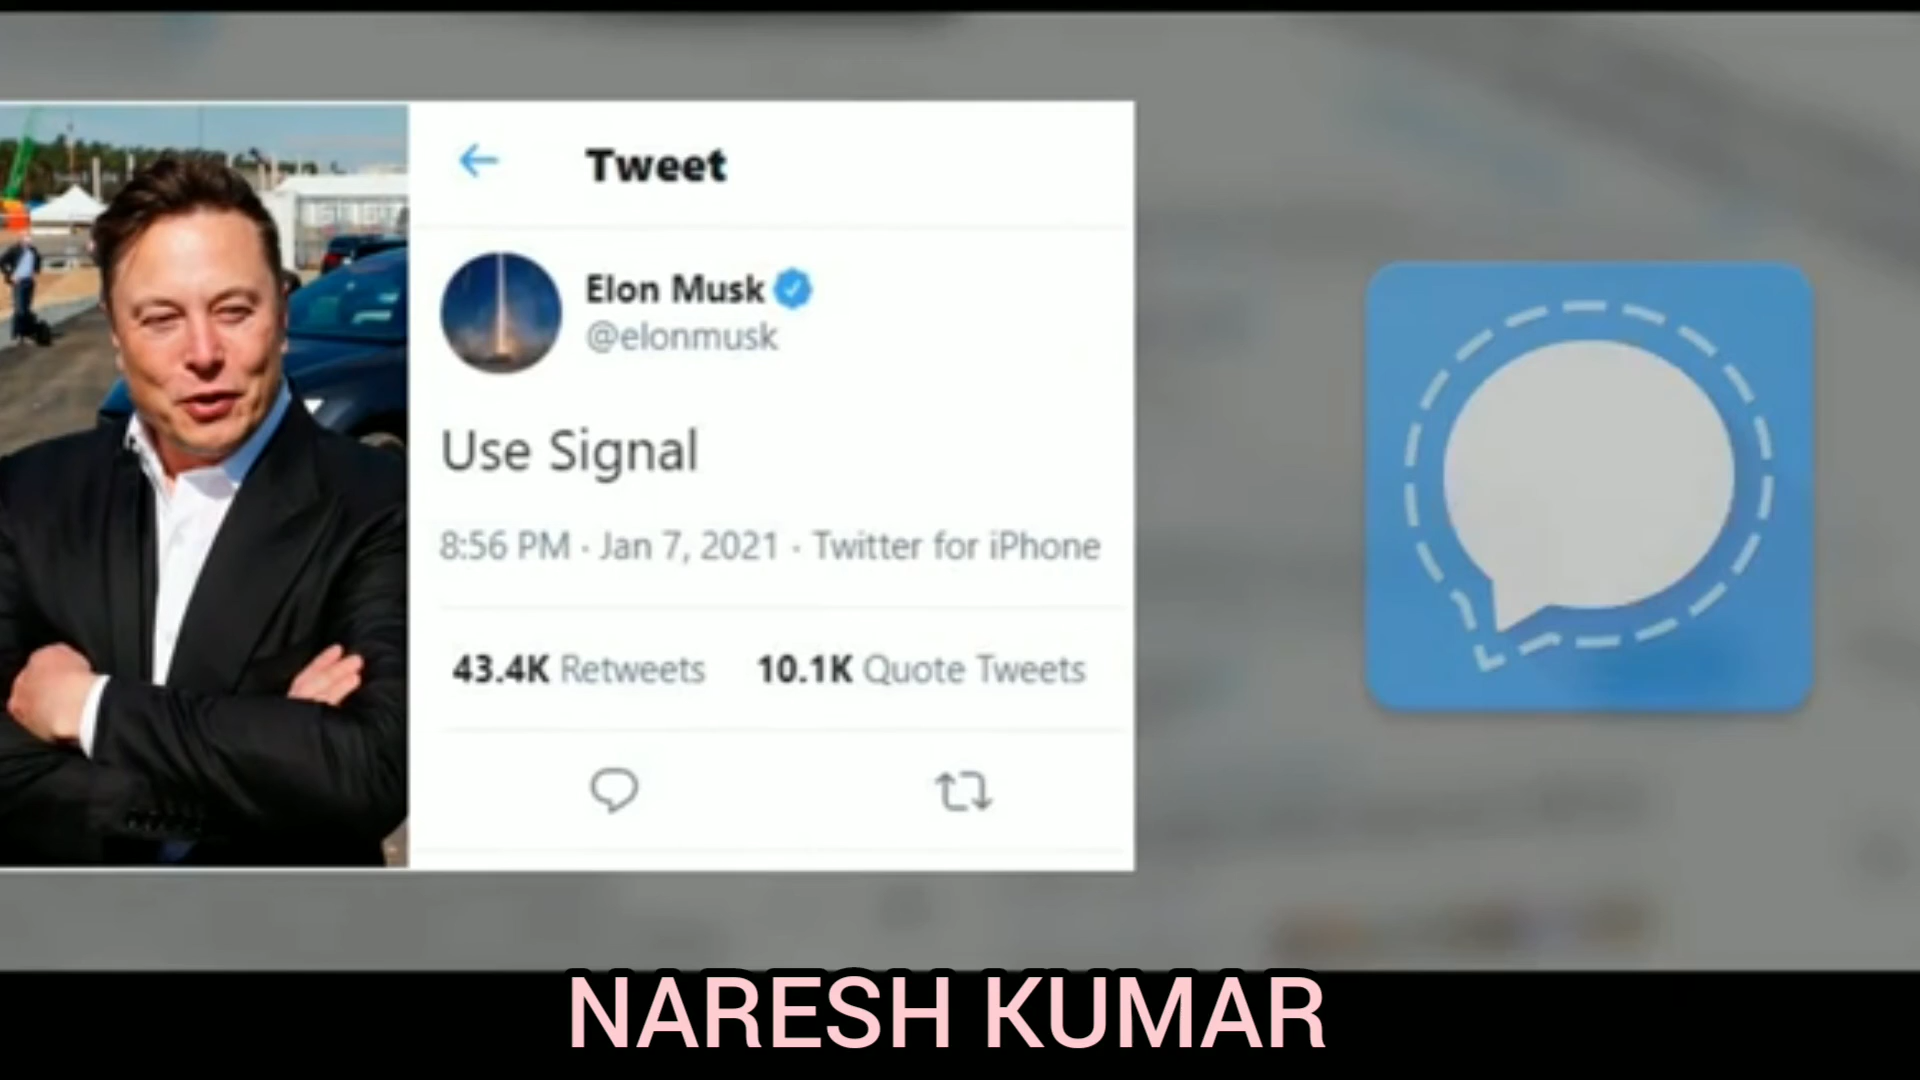 Tweet
Elon Musk
@elonmusk
Use Signal
8:56 PM · Jan 7, 2021 · Twitter for iPhone
43.4K Retweets 10.1K Quote Tweets
NARESH KUMAR